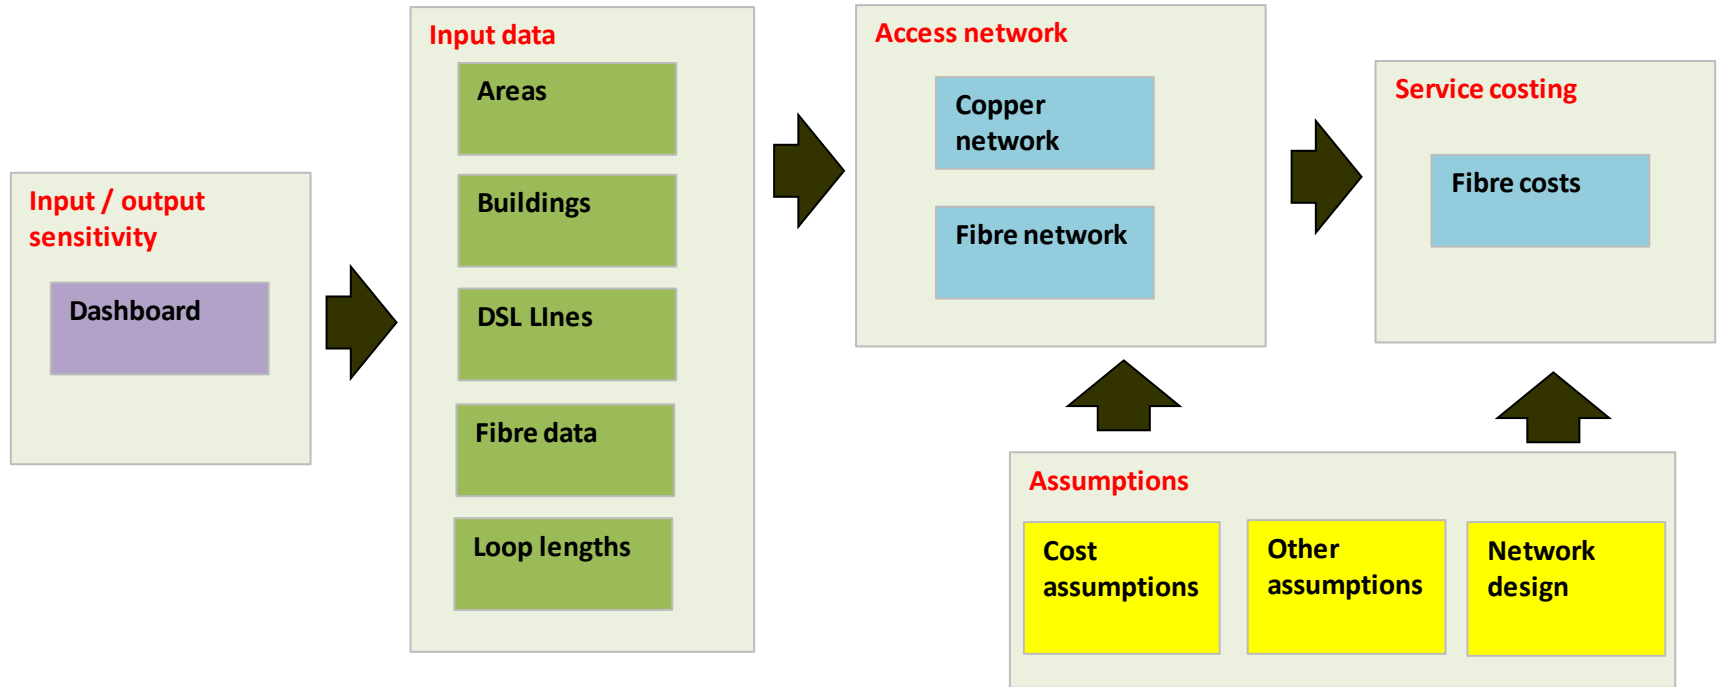 Input / output
sensitivity
Dashboard
Input data
Areas
Buildings
DSL LInes
Fibre data
Loop lengths
Access network
Copper
network
Fibre network
Service costing
Fibre costs
Assumptions
Cost
assumptions
Other
assumptions
Network
design